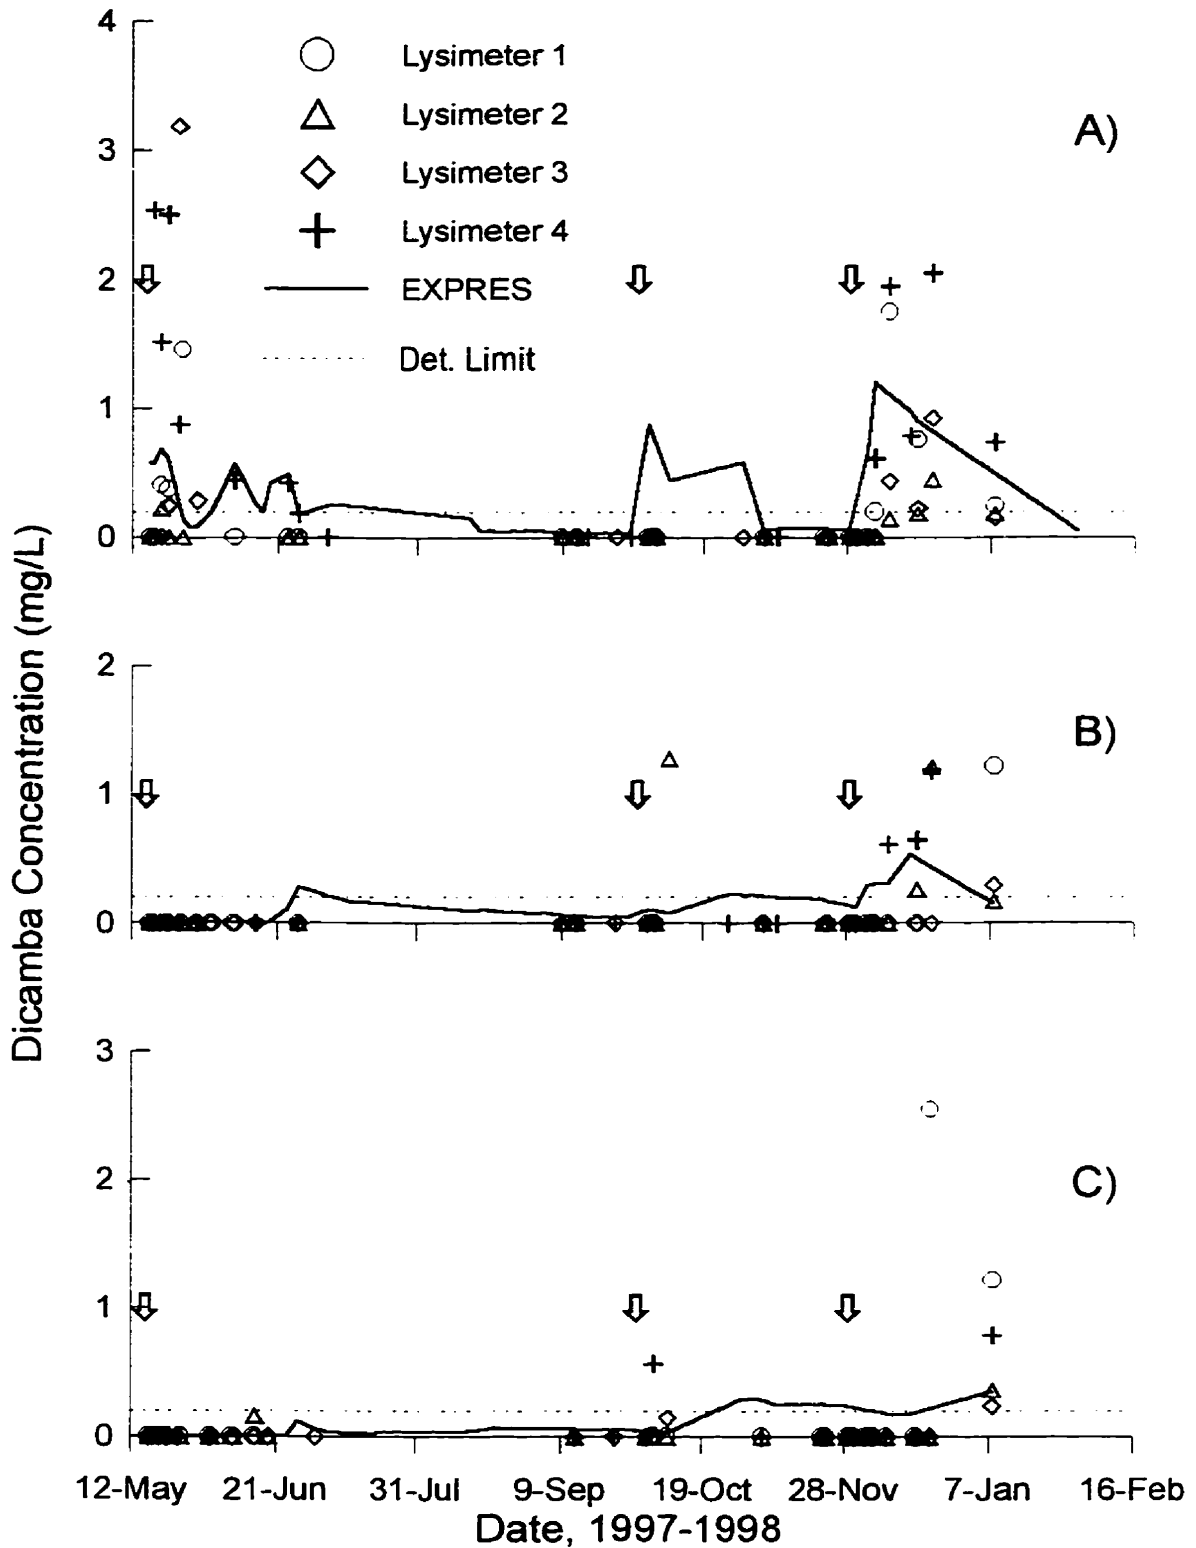 4
Lysimeter 1
Lysimeter 2
A)
3
Lysimeter 3
Lysimeter 4
2
EXPRES
Det. Limit
1
0
2
B)
1
0
3
2
C)
1
0
Dicamba Concentration (mg/L)
12-May 21-Jun 31-Jul 9-Sep 19-Oct 28-Nov 7-Jan 16-Feb
Date, 1997-1998